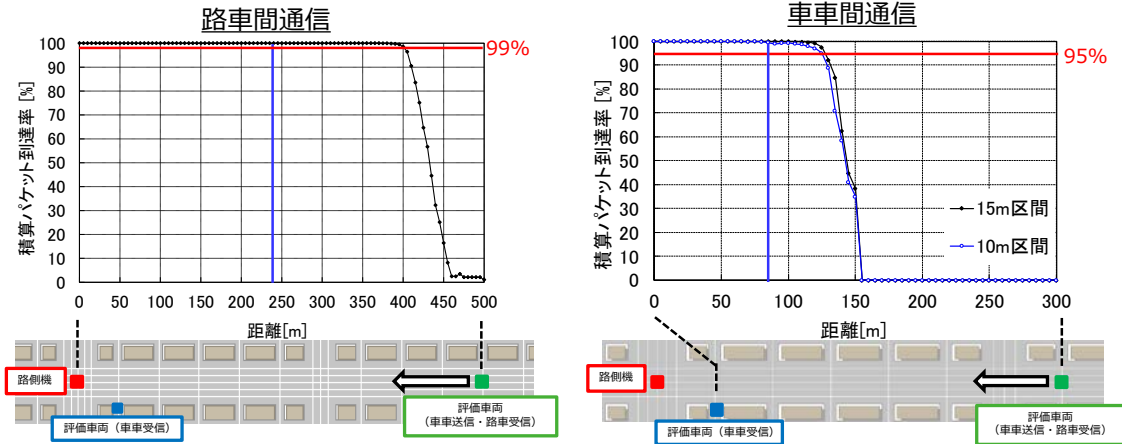 路車間通信
積算パケット到達率 [%]
100
90
80
70
60
50
40
30
20
10
0
99%
0 50 100 150 200 250 300 350 400 450 500
距離[m]
路側機
評価車両（車車受信）
評価車両
（車車送信・路車受信）
車車間通信
積算パケット到達率 [%]
100
90
80
70
60
50
40
30
20
10
0
95%
15m区間
10m区間
0 50 100 150 200 250 300
距離[m]
路側機
評価車両（車車受信）
評価車両
（車車送信・路車受信）